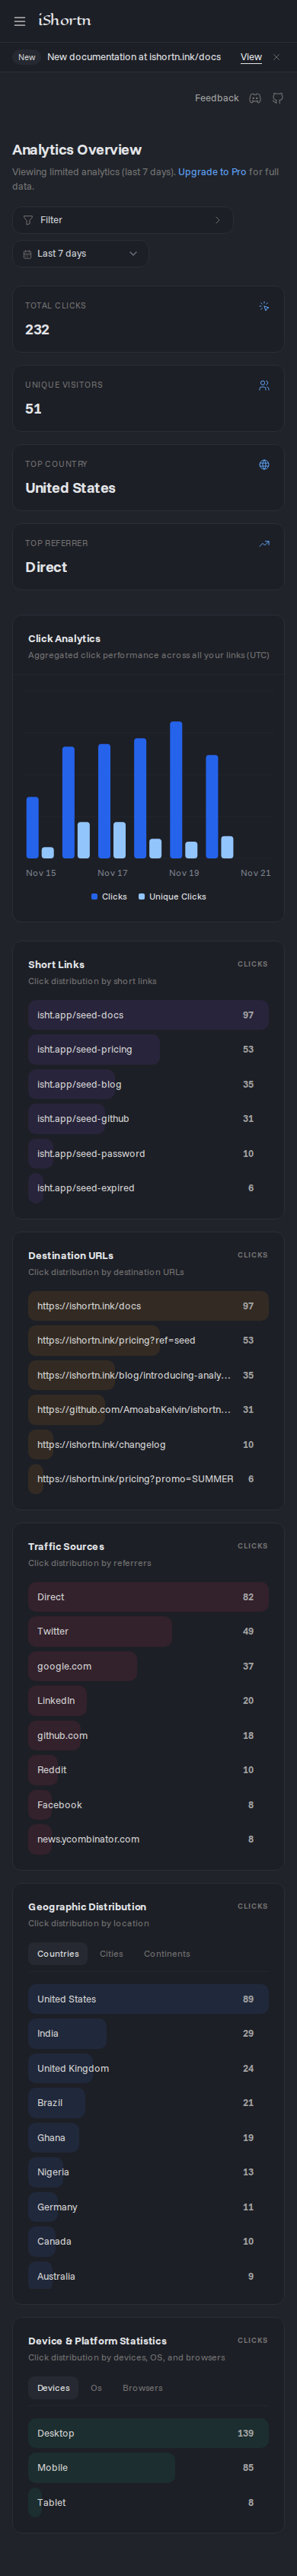 iShortn
New New documentation at ishortn.ink/docs View
Feedback
Analytics Overview
Viewing limited analytics (last 7 days). Upgrade to Pro for full
data.
Filter
Last 7 days
TOTAL CLICKS
232
UNIQUE VISITORS
51
TOP COUNTRY
United States
TOP REFERRER
Direct
Click Analytics
Aggregated click performance across all your links (UTC)
Nov 15 Nov 17 Nov 19 Nov 21
Clicks Unique Clicks
Short Links CLICKS
Click distribution by short links
isht.app/seed-docs 97
isht.app/seed-pricing 53
isht.app/seed-blog 35
isht.app/seed-github 31
isht.app/seed-password 10
isht.app/seed-expired 6
Destination URLs CLICKS
Click distribution by destination URLs
https://ishortn.ink/docs 97
https://ishortn.ink/pricing?ref=seed 53
https://ishortn.ink/blog/introducing-analy... 35
https://github.com/AmoabaKelvin/ishortn... 31
https://ishortn.ink/changelog 10
https://ishortn.ink/pricing?promo=SUMMER 6
Traffic Sources CLICKS
Click distribution by referrers
Direct 82
Twitter 49
google.com 37
LinkedIn 20
github.com 18
Reddit 10
Facebook 8
news.ycombinator.com 8
Geographic Distribution CLICKS
Click distribution by location
Countries Cities Continents
United States 89
India 29
United Kingdom 24
Brazil 21
Ghana 19
Nigeria 13
Germany 11
Canada 10
Australia 9
Device & Platform Statistics CLICKS
Click distribution by devices, OS, and browsers
Devices Os Browsers
Desktop 139
Mobile 85
Tablet 8